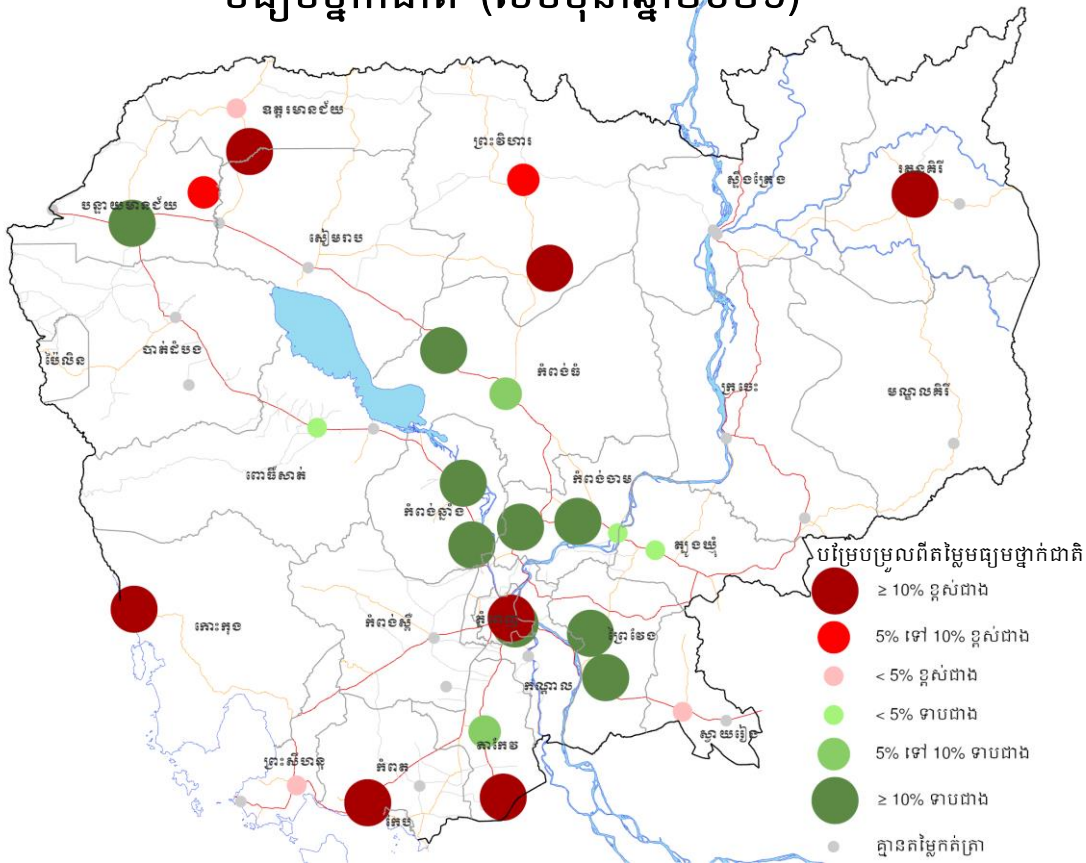 ឧត្តរមានជ័យ
ព្រះវិហារ
ស្ទឹងត្រែង
រតនគិរី
បន្ទាយមានជ័យ
សៀមរាប
ប៉ៃលិន
បាត់ដំបង
កំពង់ធំ
ក្រចេះ
មណ្ឌលគិរី
ពោធិ៍សាត់
កំពង់ចាម
កំពង់ឆ្នាំង
ត្បូងឃ្មុំ
កោះកុង
កំពង់ស្ពឺ
ព្រៃវែង
កណ្តាល
ស្វាយរៀង
តាកែវ
ព្រះសីហនុ
កំពត
កែប
បម្រែបម្រួលពីតម្លៃមធ្យមថ្នាក់ជាតិ
≥ 10% ខ្ពស់ជាង
5% ទៅ 10% ខ្ពស់ជាង
< 5% ខ្ពស់ជាង
< 5% ទាបជាង
5% ទៅ 10% ទាបជាង
≥ 10% ទាបជាង
គ្មានតម្លៃកត់ត្រា